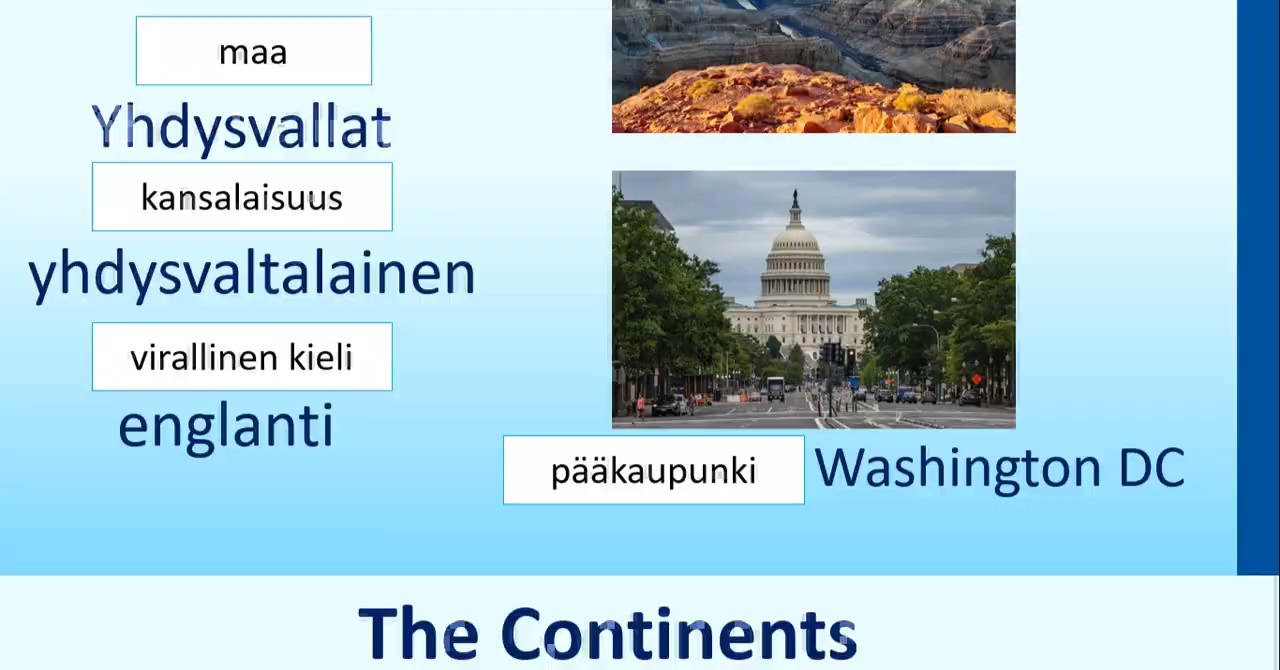 maa
Yhdysvallat
kansalaisuus
yhdysvaltalainen
virallinen kieli
englanti
pääkaupunki Washington DC
The Continents